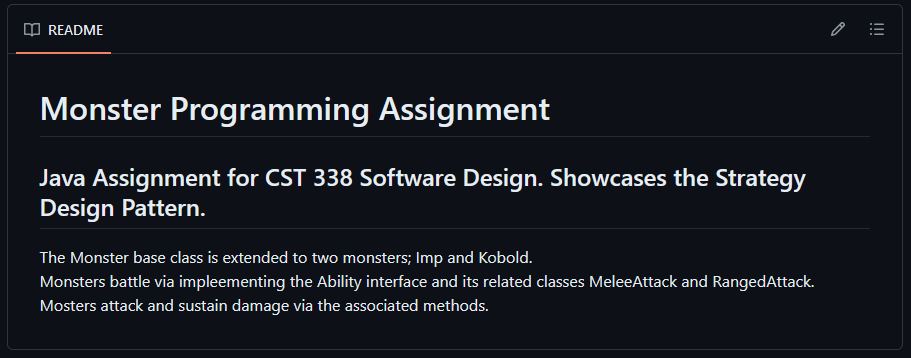 README
Monster Programming Assignment
Java Assignment for CST 338 Software Design. Showcases the Strategy
Design Pattern.
The Monster base class is extended to two monsters; Imp and Kobold.
Monsters battle via impleementing the Ability interface and its related classes MeleeAttack and RangedAttack.
Mosters attack and sustain damage via the associated methods.